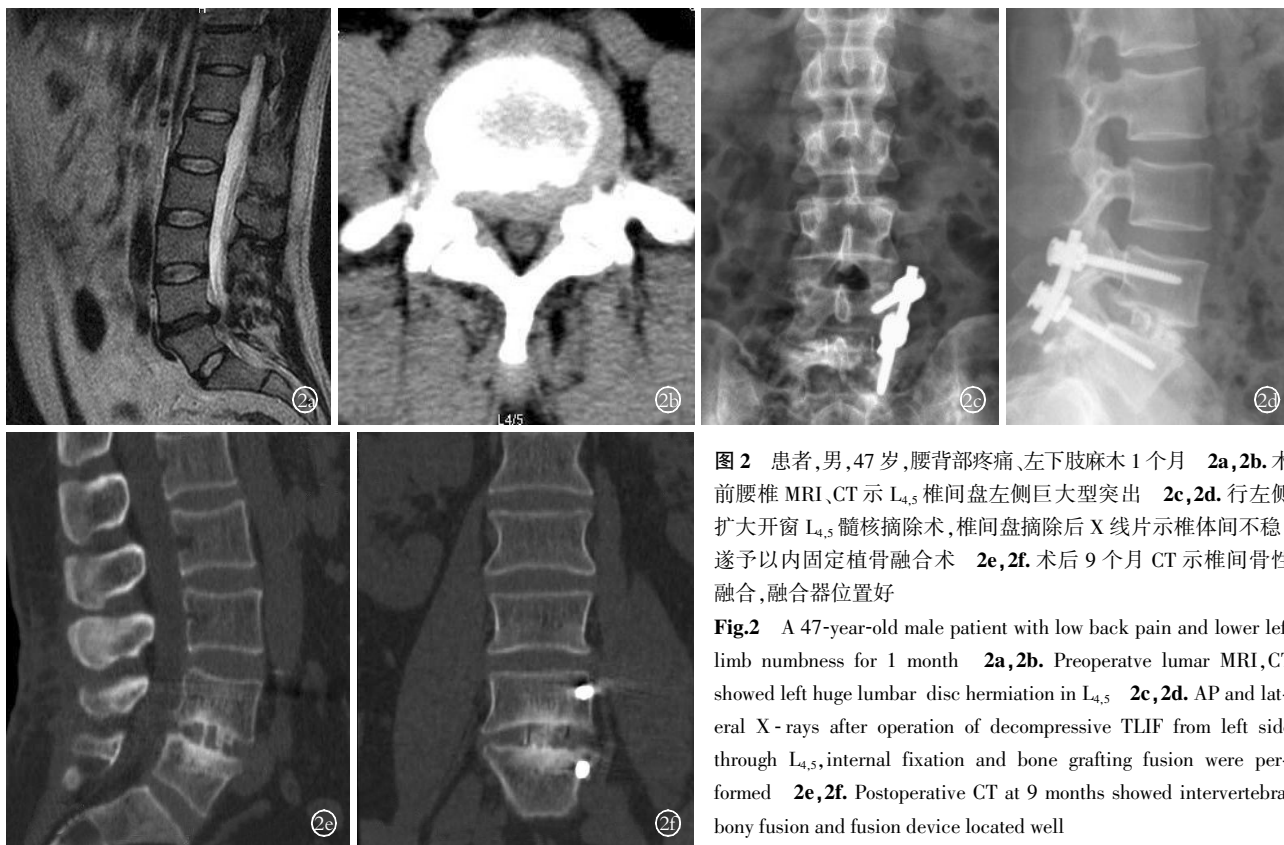 H
2a
2b
L4/5
2c
2d
2e
2f
图 2 患者,男,47 岁,腰背部疼痛、左下肢麻木 1 个月 2a,2b. 术
前腰椎 MRI、CT 示 L4,5 椎间盘左侧巨大型突出 2c,2d. 行左侧
扩大开窗 L4,5 髓核摘除术,椎间盘摘除后 X 线片示椎体间不稳
遂予以内固定植骨融合术 2e,2f. 术后 9 个月 CT 示椎间骨性
融合,融合器位置好
Fig.2 A 47-year-old male patient with low back pain and lower lef
limb numbness for 1 month 2a,2b. Preoperatve lumar MRI,CT
showed left huge lumbar disc hermiation in L4,5 2c,2d. AP and lat-
eral X-rays after operation of decompressive TLIF from left sid
through L4,5,internal fixation and bone grafting fusion were per-
formed 2e,2f. Postoperative CT at 9 months showed intervertebra
bony fusion and fusion device located well